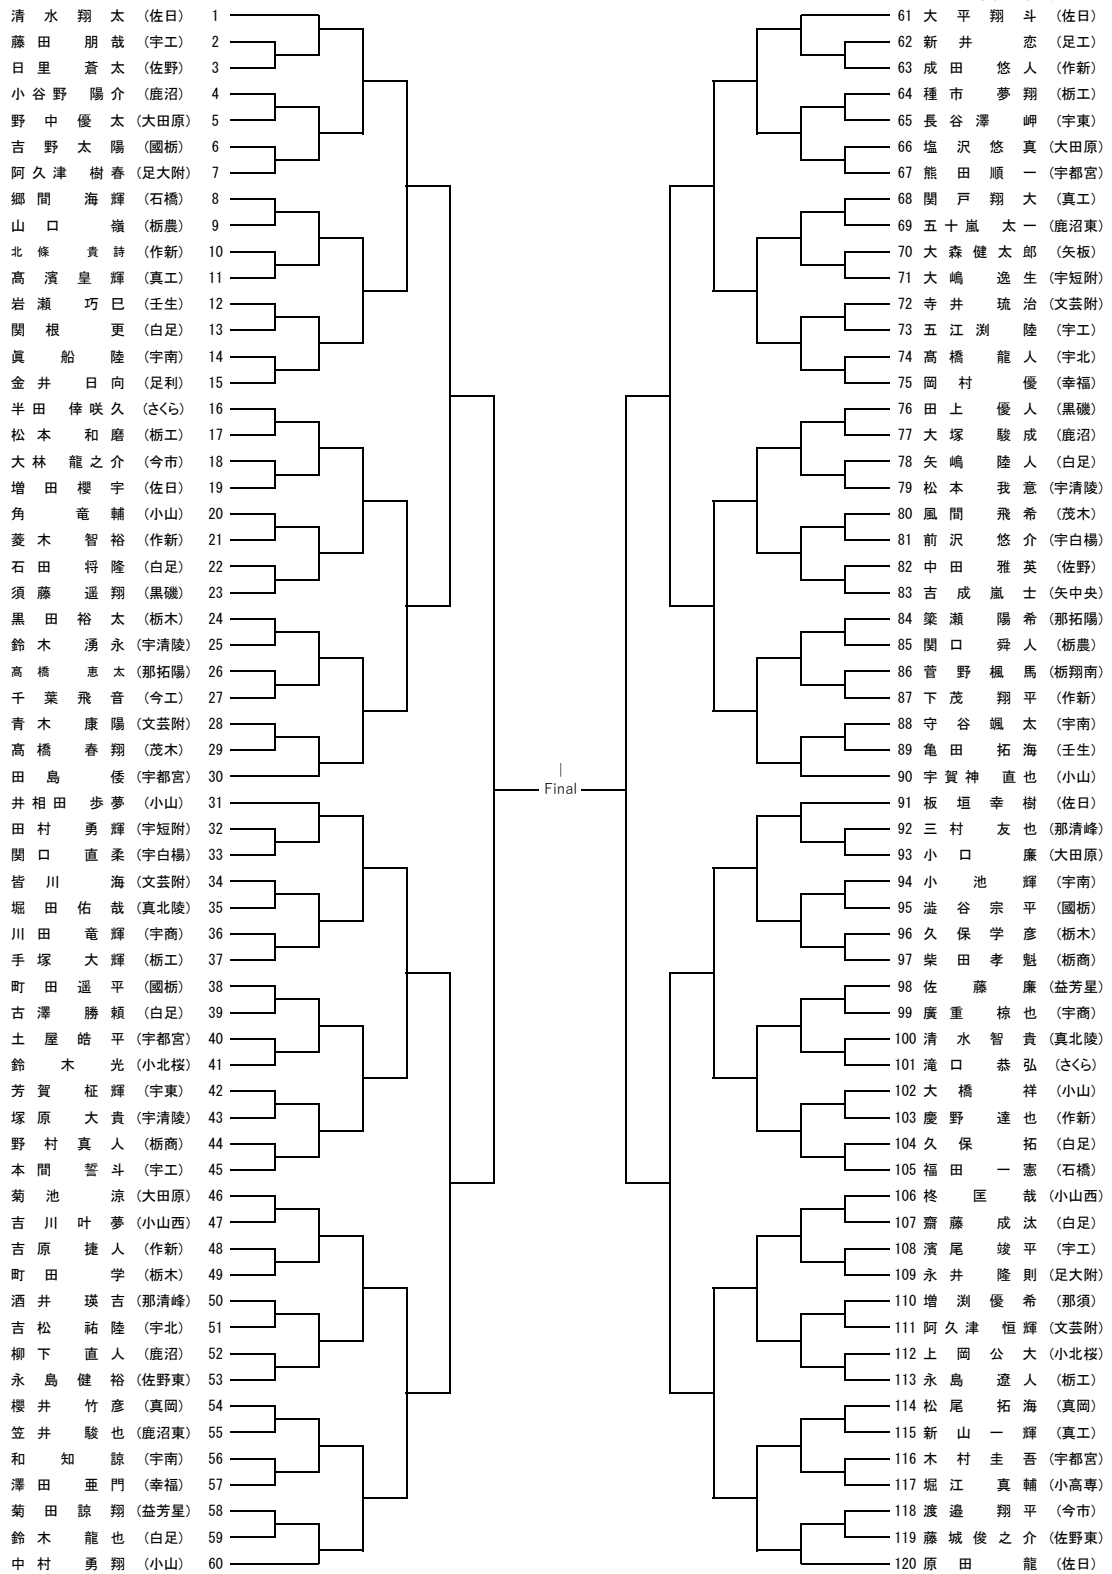 清水翔太 (佐日) 1
藤田朋哉 (宇工) 2
日里蒼太 (佐野) 3
小谷野陽介 (鹿沼) 4
野中優太 (大田原) 5
吉野太陽 (國栃) 6
阿久津樹春 (足大附) 7
郷間海輝 (石橋) 8
山口嶺 (栃農) 9
北條貴詩 (作新) 10
髙濱皇輝 (真工) 11
岩瀬巧巳 (壬生) 12
関根更 (白足) 13
眞船陸 (宇南) 14
金井日向 (足利) 15
半田倖咲久 (さくら) 16
松本和磨 (栃工) 17
大林龍之介 (今市) 18
増田櫻宇 (佐日) 19
角竜輔 (小山) 20
菱木智裕 (作新) 21
石田将隆 (白足) 22
須藤遥翔 (黒磯) 23
黒田裕太 (栃木) 24
鈴木湧永 (宇清陵) 25
髙橋恵太 (那拓陽) 26
千葉飛音 (今工) 27
青木康陽 (文芸附) 28
髙橋春翔 (茂木) 29
田島倭 (宇都宮) 30
井相田歩夢 (小山) 31
田村勇輝 (宇短附) 32
関口直柔 (宇白楊) 33
皆川海 (文芸附) 34
堀田佑哉 (真北陵) 35
川田竜輝 (宇商) 36
手塚大輝 (栃工) 37
町田遥平 (國栃) 38
古澤勝頼 (白足) 39
土屋皓平 (宇都宮) 40
鈴木光 (小北桜) 41
芳賀柾輝 (宇東) 42
塚原大貴 (宇清陵) 43
野村真人 (栃商) 44
本間誓斗 (宇工) 45
菊池涼 (大田原) 46
吉川叶夢 (小山西) 47
吉原捷人 (作新) 48
町田学 (栃木) 49
酒井瑛吉 (那清峰) 50
吉松祐陸 (宇北) 51
柳下直人 (鹿沼) 52
永島健裕 (佐野東) 53
櫻井竹彦 (真岡) 54
笠井駿也 (鹿沼東) 55
和知諒 (宇南) 56
澤田亜門 (幸福) 57
菊田諒翔 (益芳星) 58
鈴木龍也 (白足) 59
中村勇翔 (小山) 60
Final
61 大平翔斗 (佐日)
62 新井恋 (足工)
63 成田悠人 (作新)
64 種市夢翔 (栃工)
65 長谷澤岬 (宇東)
66 塩沢悠真 (大田原)
67 熊田順一 (宇都宮)
68 関戸翔大 (真工)
69 五十嵐太一 (鹿沼東)
70 大森健太郎 (矢板)
71 大嶋逸生 (宇短附)
72 寺井琉治 (文芸附)
73 五江渕陸 (宇工)
74 髙橋龍人 (宇北)
75 岡村優 (幸福)
76 田上優人 (黒磯)
77 大塚駿成 (鹿沼)
78 矢嶋陸人 (白足)
79 松本我意 (宇清陵)
80 風間飛希 (茂木)
81 前沢悠介 (宇白楊)
82 中田雅英 (佐野)
83 吉成嵐士 (矢中央)
84 簗瀬陽希 (那拓陽)
85 関口舜人 (栃農)
86 菅野楓馬 (栃翔南)
87 下茂翔平 (作新)
88 守谷颯太 (宇南)
89 亀田拓海 (壬生)
90 宇賀神直也 (小山)
91 板垣幸樹 (佐日)
92 三村友也 (那清峰)
93 小口廉 (大田原)
94 小池輝 (宇南)
95 澁谷宗平 (國栃)
96 久保学彦 (栃木)
97 柴田孝魁 (栃商)
98 佐藤廉 (益芳星)
99 廣重椋也 (宇商)
100 清水智貴 (真北陵)
101 滝口恭弘 (さくら)
102 大橋祥 (小山)
103 慶野達也 (作新)
104 久保拓 (白足)
105 福田一憲 (石橋)
106 柊匡哉 (小山西)
107 齋藤成汰 (白足)
108 濱尾竣平 (宇工)
109 永井隆則 (足大附)
110 増渕優希 (那須)
111 阿久津恒輝 (文芸附)
112 上岡公大 (小北桜)
113 永島遼人 (栃工)
114 松尾拓海 (真岡)
115 新山一輝 (真工)
116 木村圭吾 (宇都宮)
117 堀江真輔 (小高専)
118 渡邉翔平 (今市)
119 藤城俊之介 (佐野東)
120 原田龍 (佐日)